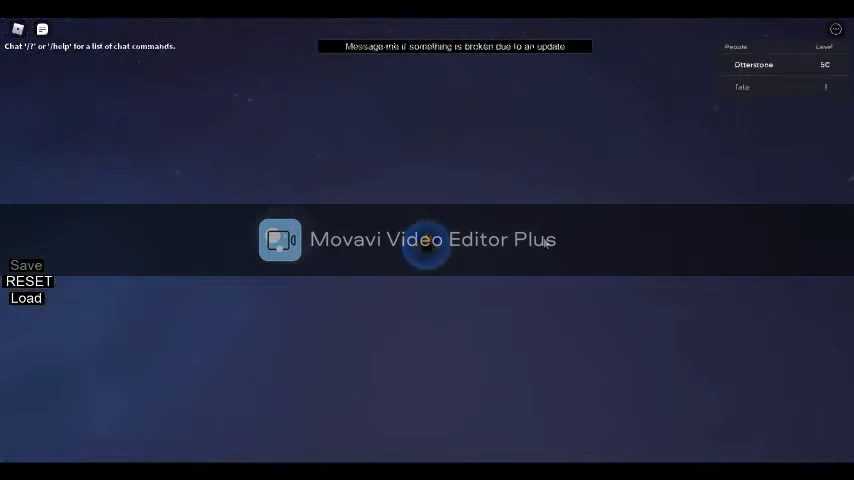 Chat '/?' or '/help' for a list of chat commands.
Message me if something is broken due to an update
People Level
Otterstone
Movavi Video Editor Plus
Save
RESET
Load